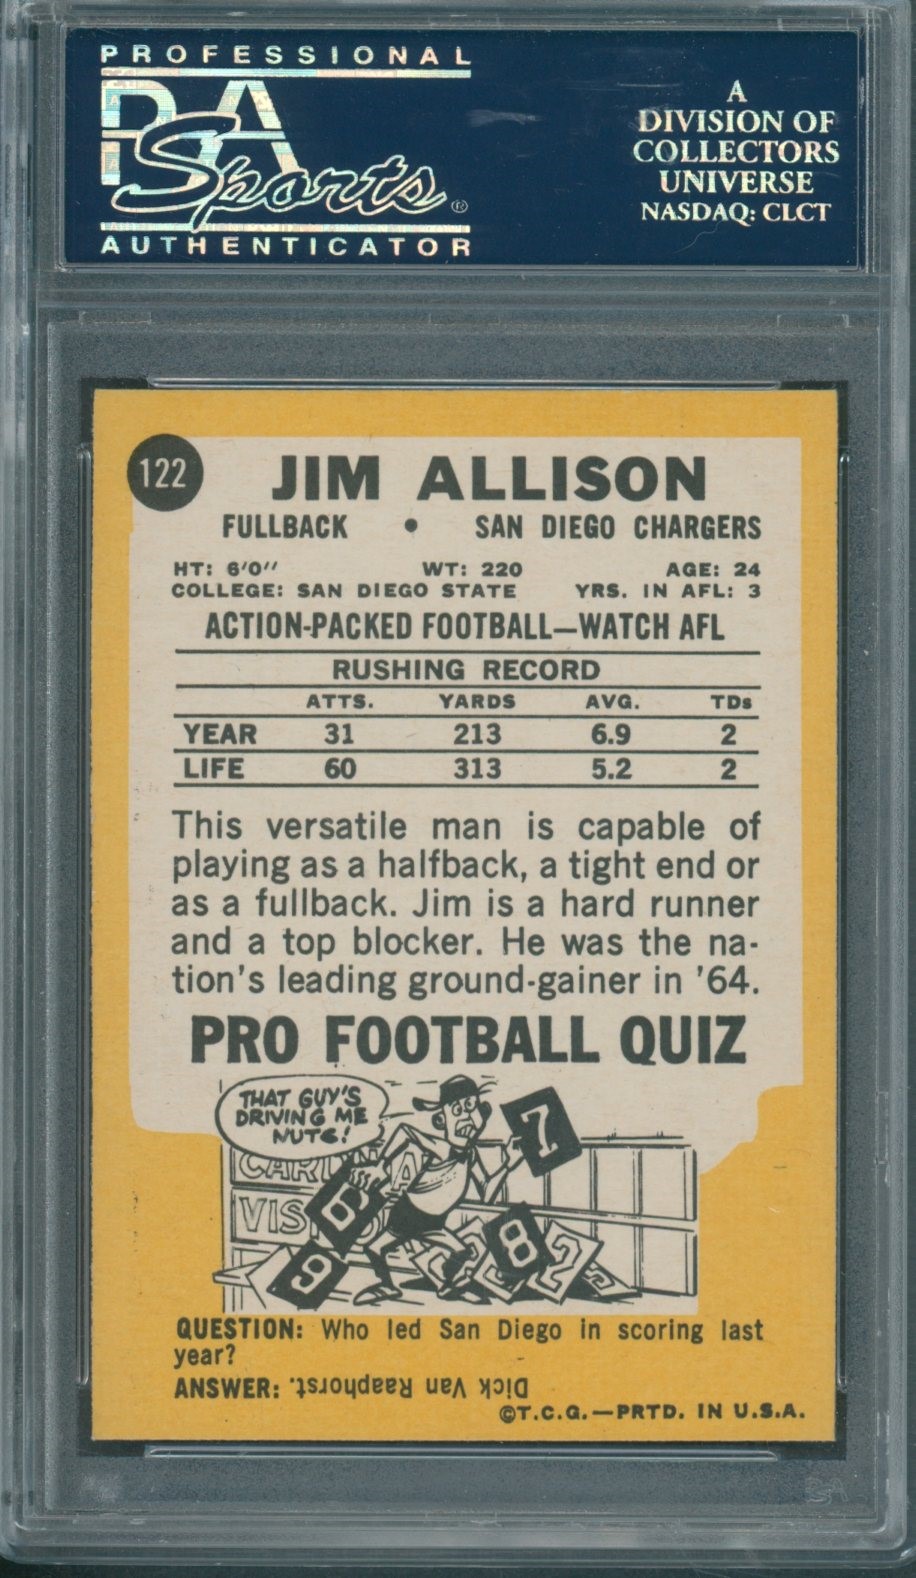 PROFESSIONAL
PSA
Sports®
AUTHENTICATOR
A
DIVISION OF
COLLECTORS
UNIVERSE
NASDAQ: CLCT
122
JIM ALLISON
FULLBACK • SAN DIEGO CHARGERS
HT: 6'0'' WT: 220 AGE: 24
COLLEGE: SAN DIEGO STATE YRS. IN AFL: 3
ACTION-PACKED FOOTBALL—WATCH AFL
RUSHING RECORD
ATTS. YARDS AVG. TDs
YEAR 31 213 6.9 2
LIFE 60 313 5.2 2
This versatile man is capable of
playing as a halfback, a tight end or
as a fullback. Jim is a hard runner
and a top blocker. He was the na-
tion's leading ground-gainer in '64.
PRO FOOTBALL QUIZ
THAT GUY'S
DRIVING ME
NUTS!
7
6
9
8
2
QUESTION: Who led San Diego in scoring last
year?
ANSWER: Dick Van Raaphorst.
©T.C.G.—PRTD. IN U.S.A.